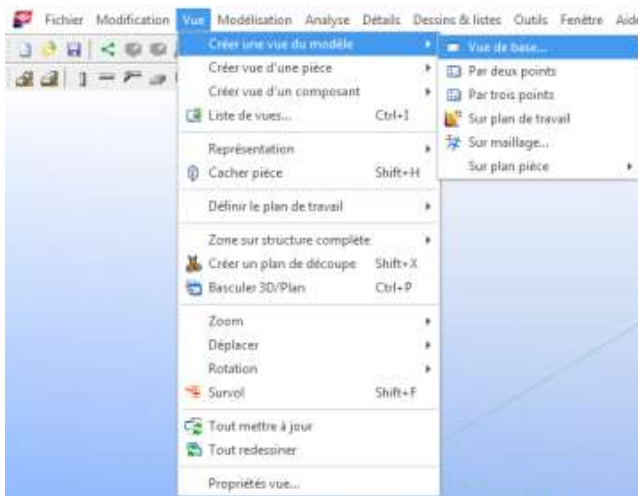 Fichier Modification Vue Modélisation Analyse Détails Dessins & listes Outils Fenêtre Aide
Créer une vue du modèle
Vue de base...
Créer vue d'une pièce
Par deux points
Créer vue d'un composant
Par trois points
Liste de vues... Ctrl+I
Sur plan de travail
Sur maillage...
Représentation
Sur plan pièce
Cacher pièce Shift+H
Définir le plan de travail
Zone sur structure complète
Créer un plan de découpe Shift+X
Basculer 3D/Plan Ctrl+P
Zoom
Déplacer
Rotation
Survol Shift+F
Tout mettre à jour
Tout redessiner
Propriétés vue...